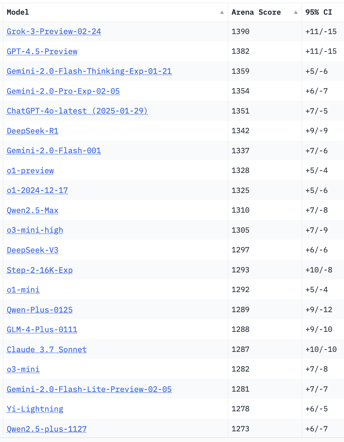 Model Arena Score 95% CI
Grok-3-Preview-02-24 1390 +11/-15
GPT-4.5-Preview 1382 +11/-15
Gemini-2.0-Flash-Thinking-Exp-01-21 1359 +5/-6
Gemini-2.0-Pro-Exp-02-05 1354 +6/-7
ChatGPT-4o-latest (2025-01-29) 1351 +7/-5
DeepSeek-R1 1342 +9/-9
Gemini-2.0-Flash-001 1337 +7/-6
o1-preview 1328 +5/-4
o1-2024-12-17 1325 +5/-6
Qwen2.5-Max 1310 +7/-8
o3-mini-high 1305 +7/-9
DeepSeek-V3 1297 +6/-6
Step-2-16K-Exp 1293 +10/-8
o1-mini 1292 +5/-4
Qwen-Plus-0125 1289 +9/-12
GLM-4-Plus-0111 1288 +9/-10
Claude 3.7 Sonnet 1287 +10/-10
o3-mini 1282 +7/-8
Gemini-2.0-Flash-Lite-Preview-02-05 1281 +7/-7
Yi-Lightning 1278 +6/-5
Qwen2.5-plus-1127 1273 +6/-7